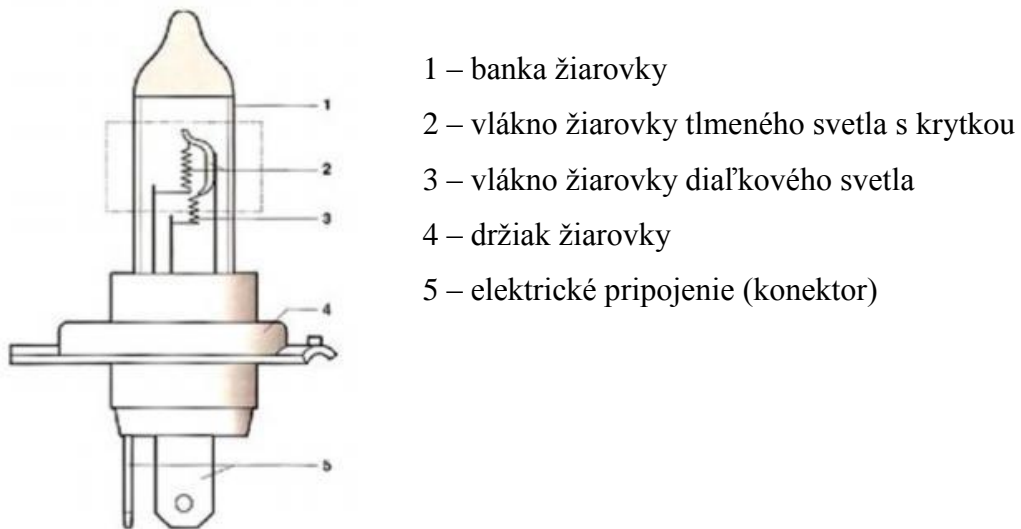 1 – banka žiarovky
2 – vlákno žiarovky tlmeného svetla s krytkou
3 – vlákno žiarovky diaľkového svetla
4 – držiak žiarovky
5 – elektrické pripojenie (konektor)
1
2
3
4
5